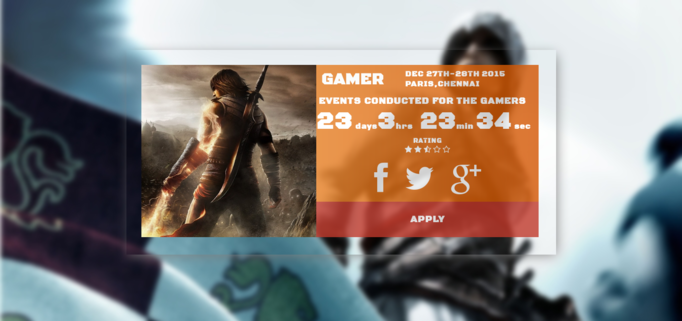 GAMER
DEC 27TH-28TH 2015
PARIS,CHENNAI
EVENTS CONDUCTED FOR THE GAMERS
23 days 3 hrs 23 min 34 sec
RATING
f g+
APPLY